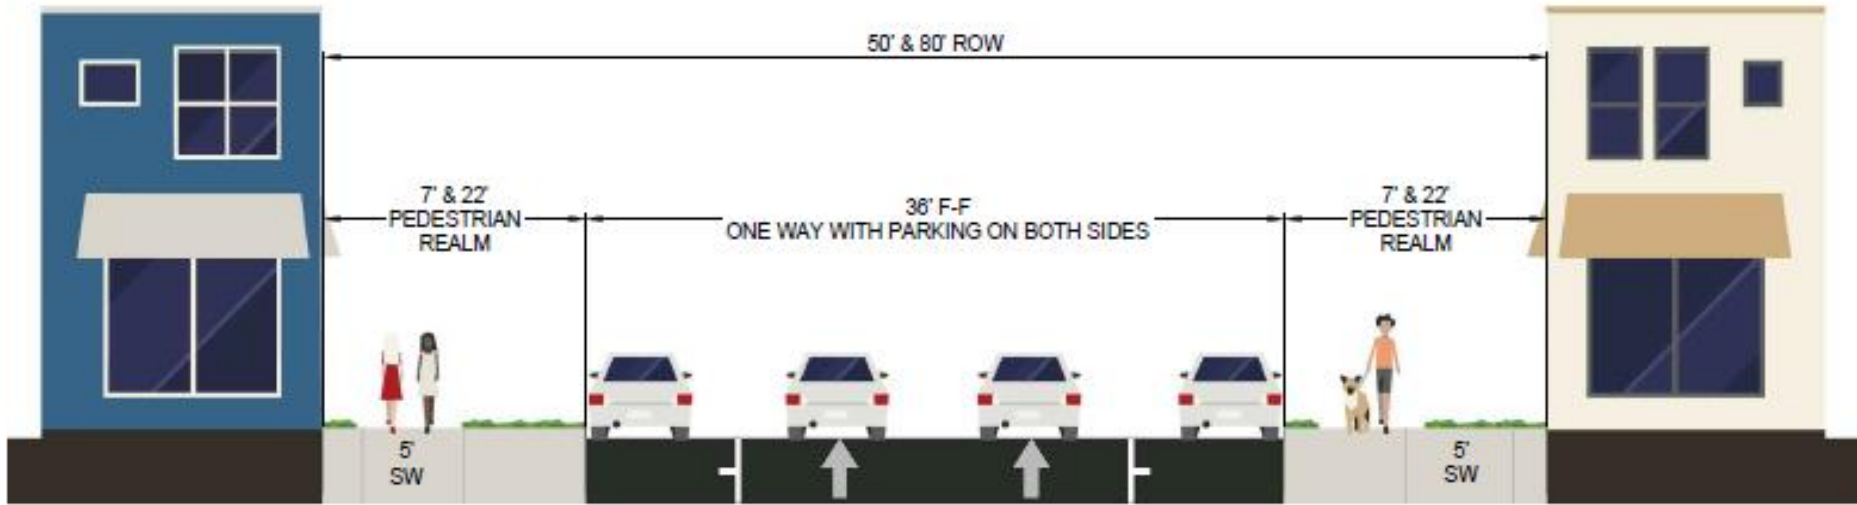 50' & 80' ROW
7' & 22'
PEDESTRIAN
REALM
36' F-F
ONE WAY WITH PARKING ON BOTH SIDES
7' & 22'
PEDESTRIAN
REALM
5'
SW
5'
SW